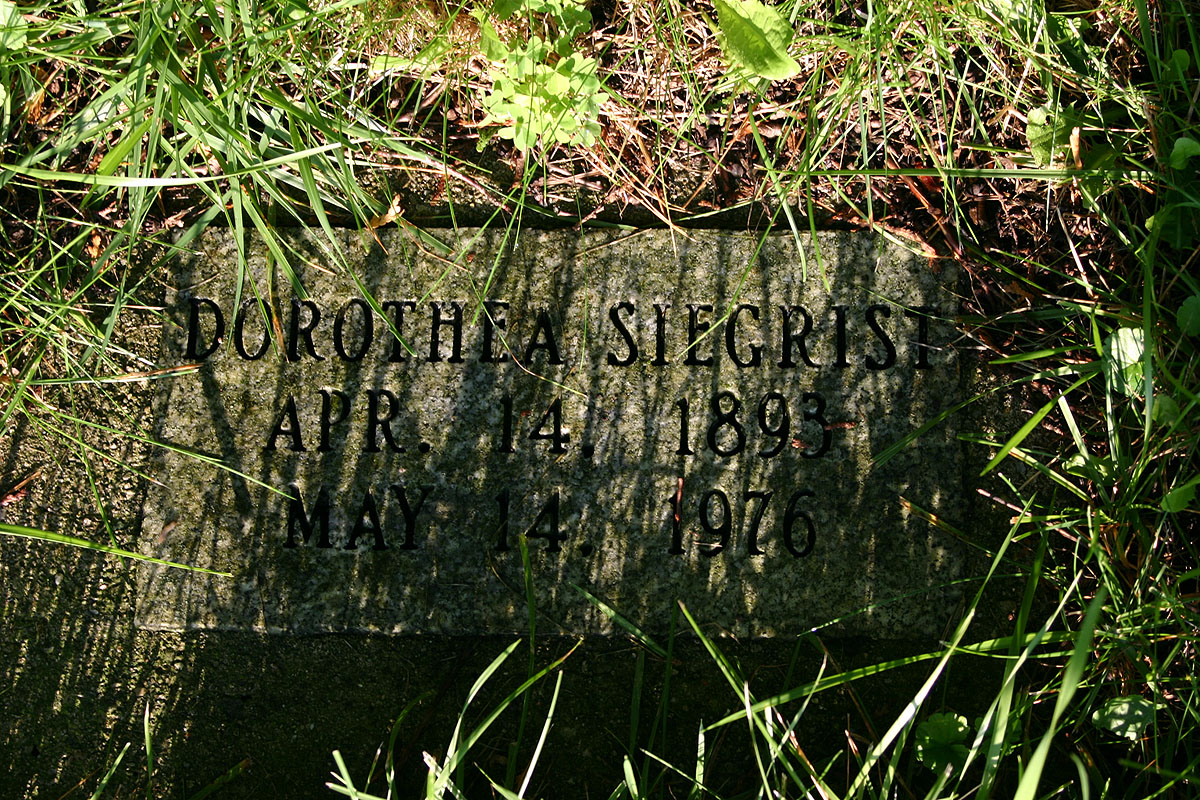 DOROTHEA SIEGRIST
APR. 14. 1893
MAY 14. 1976